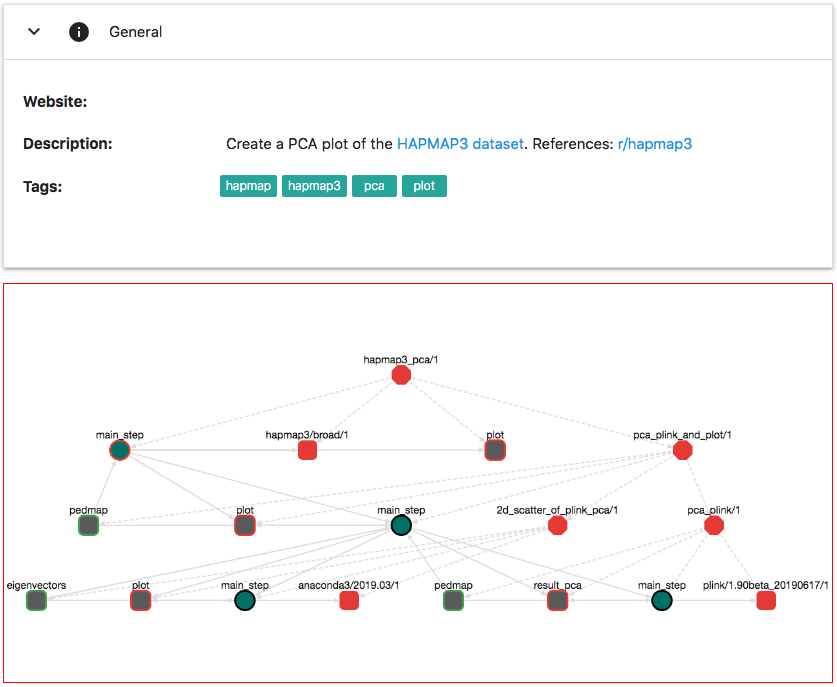 General
Website:
Description: Create a PCA plot of the HAPMAP3 dataset. References: r/hapmap3
Tags: hapmap hapmap3 pca plot
hapmap3_pca/1
main_step hapmap3/broad/1 plot pca_plink_and_plot/1
pedmap plot main_step 2d_scatter_of_plink_pca/1 pca_plink/1
eigenvectors plot main_step anaconda3/2019.03/1 pedmap result_pca main_step plink/1.90beta_20190617/1